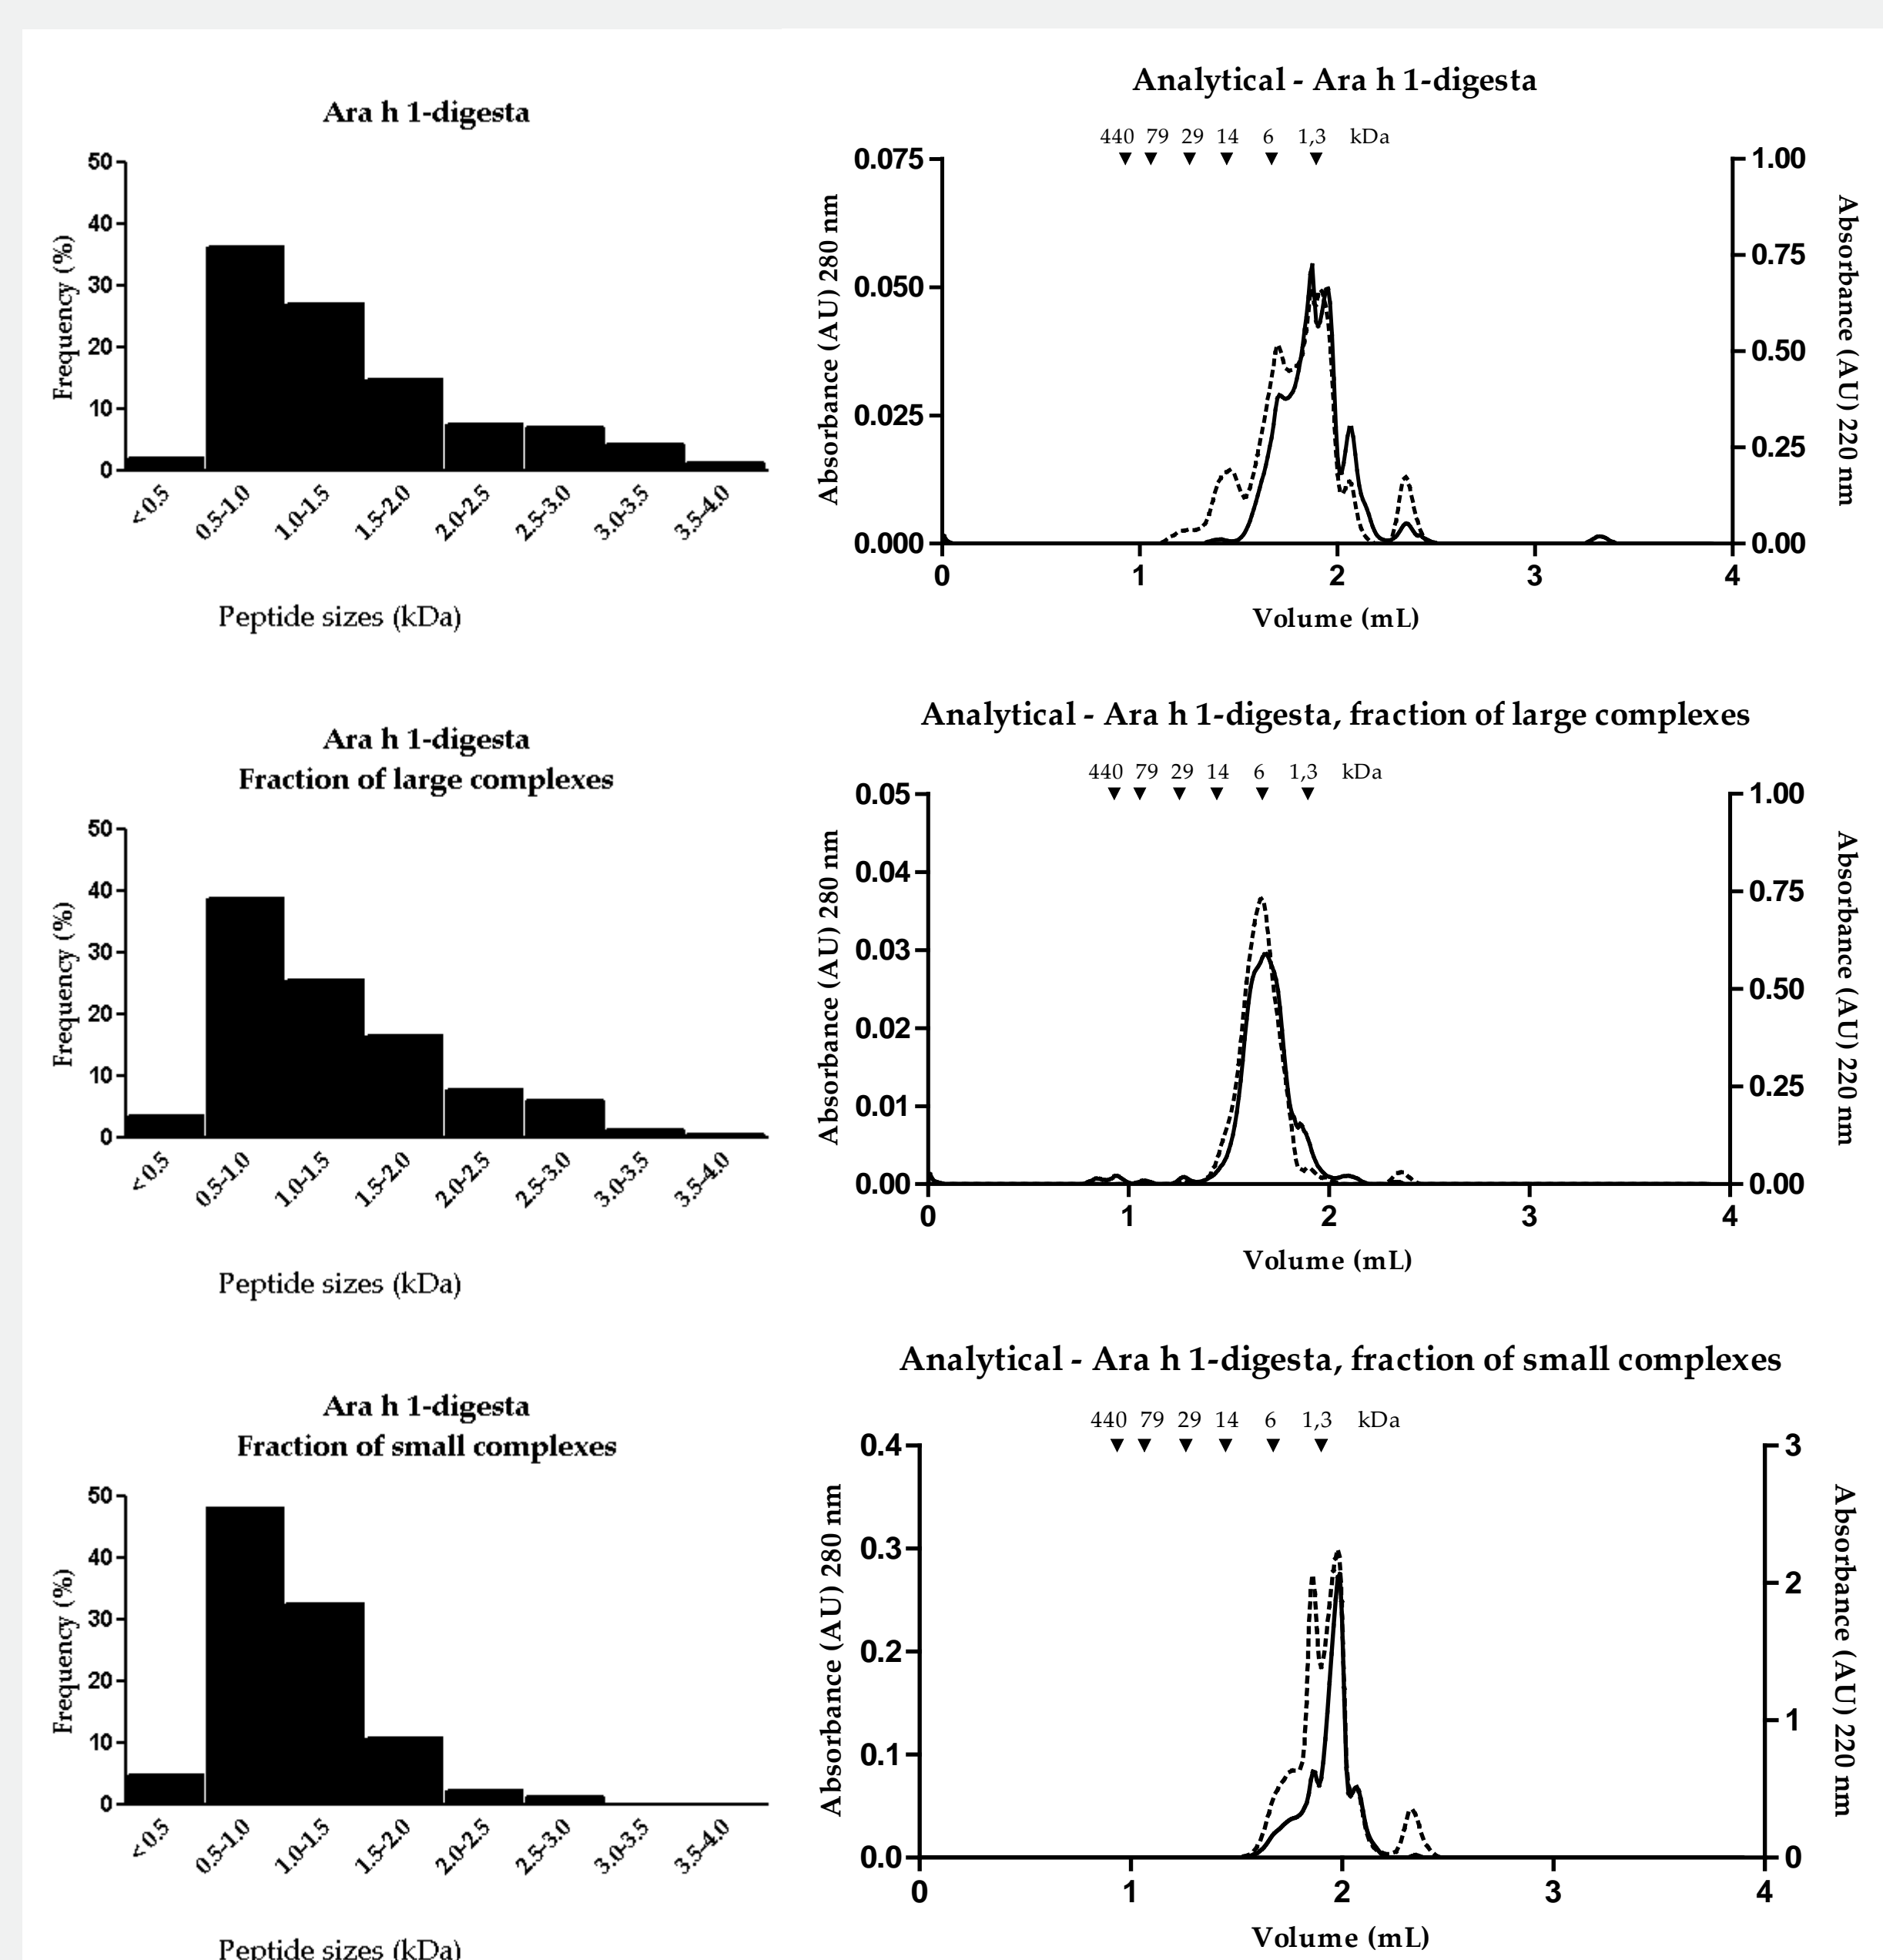 Ara h 1-digesta
50
40
30
20
10
0
Frequency (%)
< 0.5
0.5-1.0
1.0-1.5
1.5-2.0
2.0-2.5
2.5-3.0
3.0-3.5
3.5-4.0
Peptide sizes (kDa)
Analytical - Ara h 1-digesta
440 79 29 14 6 1,3 kDa
0.075
0.050
0.025
0.000
Absorbance (AU) 280 nm
1.00
0.75
0.50
0.25
0.00
Absorbance (AU) 220 nm
0 1 2 3 4
Volume (mL)
Ara h 1-digesta
Fraction of large complexes
50
40
30
20
10
0
Frequency (%)
< 0.5
0.5-1.0
1.0-1.5
1.5-2.0
2.0-2.5
2.5-3.0
3.0-3.5
3.5-4.0
Peptide sizes (kDa)
Analytical - Ara h 1-digesta, fraction of large complexes
440 79 29 14 6 1,3 kDa
0.05
0.04
0.03
0.02
0.01
0.00
Absorbance (AU) 280 nm
1.00
0.75
0.50
0.25
0.00
Absorbance (AU) 220 nm
0 1 2 3 4
Volume (mL)
Ara h 1-digesta
Fraction of small complexes
50
40
30
20
10
0
Frequency (%)
< 0.5
0.5-1.0
1.0-1.5
1.5-2.0
2.0-2.5
2.5-3.0
3.0-3.5
3.5-4.0
Peptide sizes (kDa)
Analytical - Ara h 1-digesta, fraction of small complexes
440 79 29 14 6 1,3 kDa
0.4
0.3
0.2
0.1
0.0
Absorbance (AU) 280 nm
3
2
1
0
Absorbance (AU) 220 nm
0 1 2 3 4
Volume (mL)